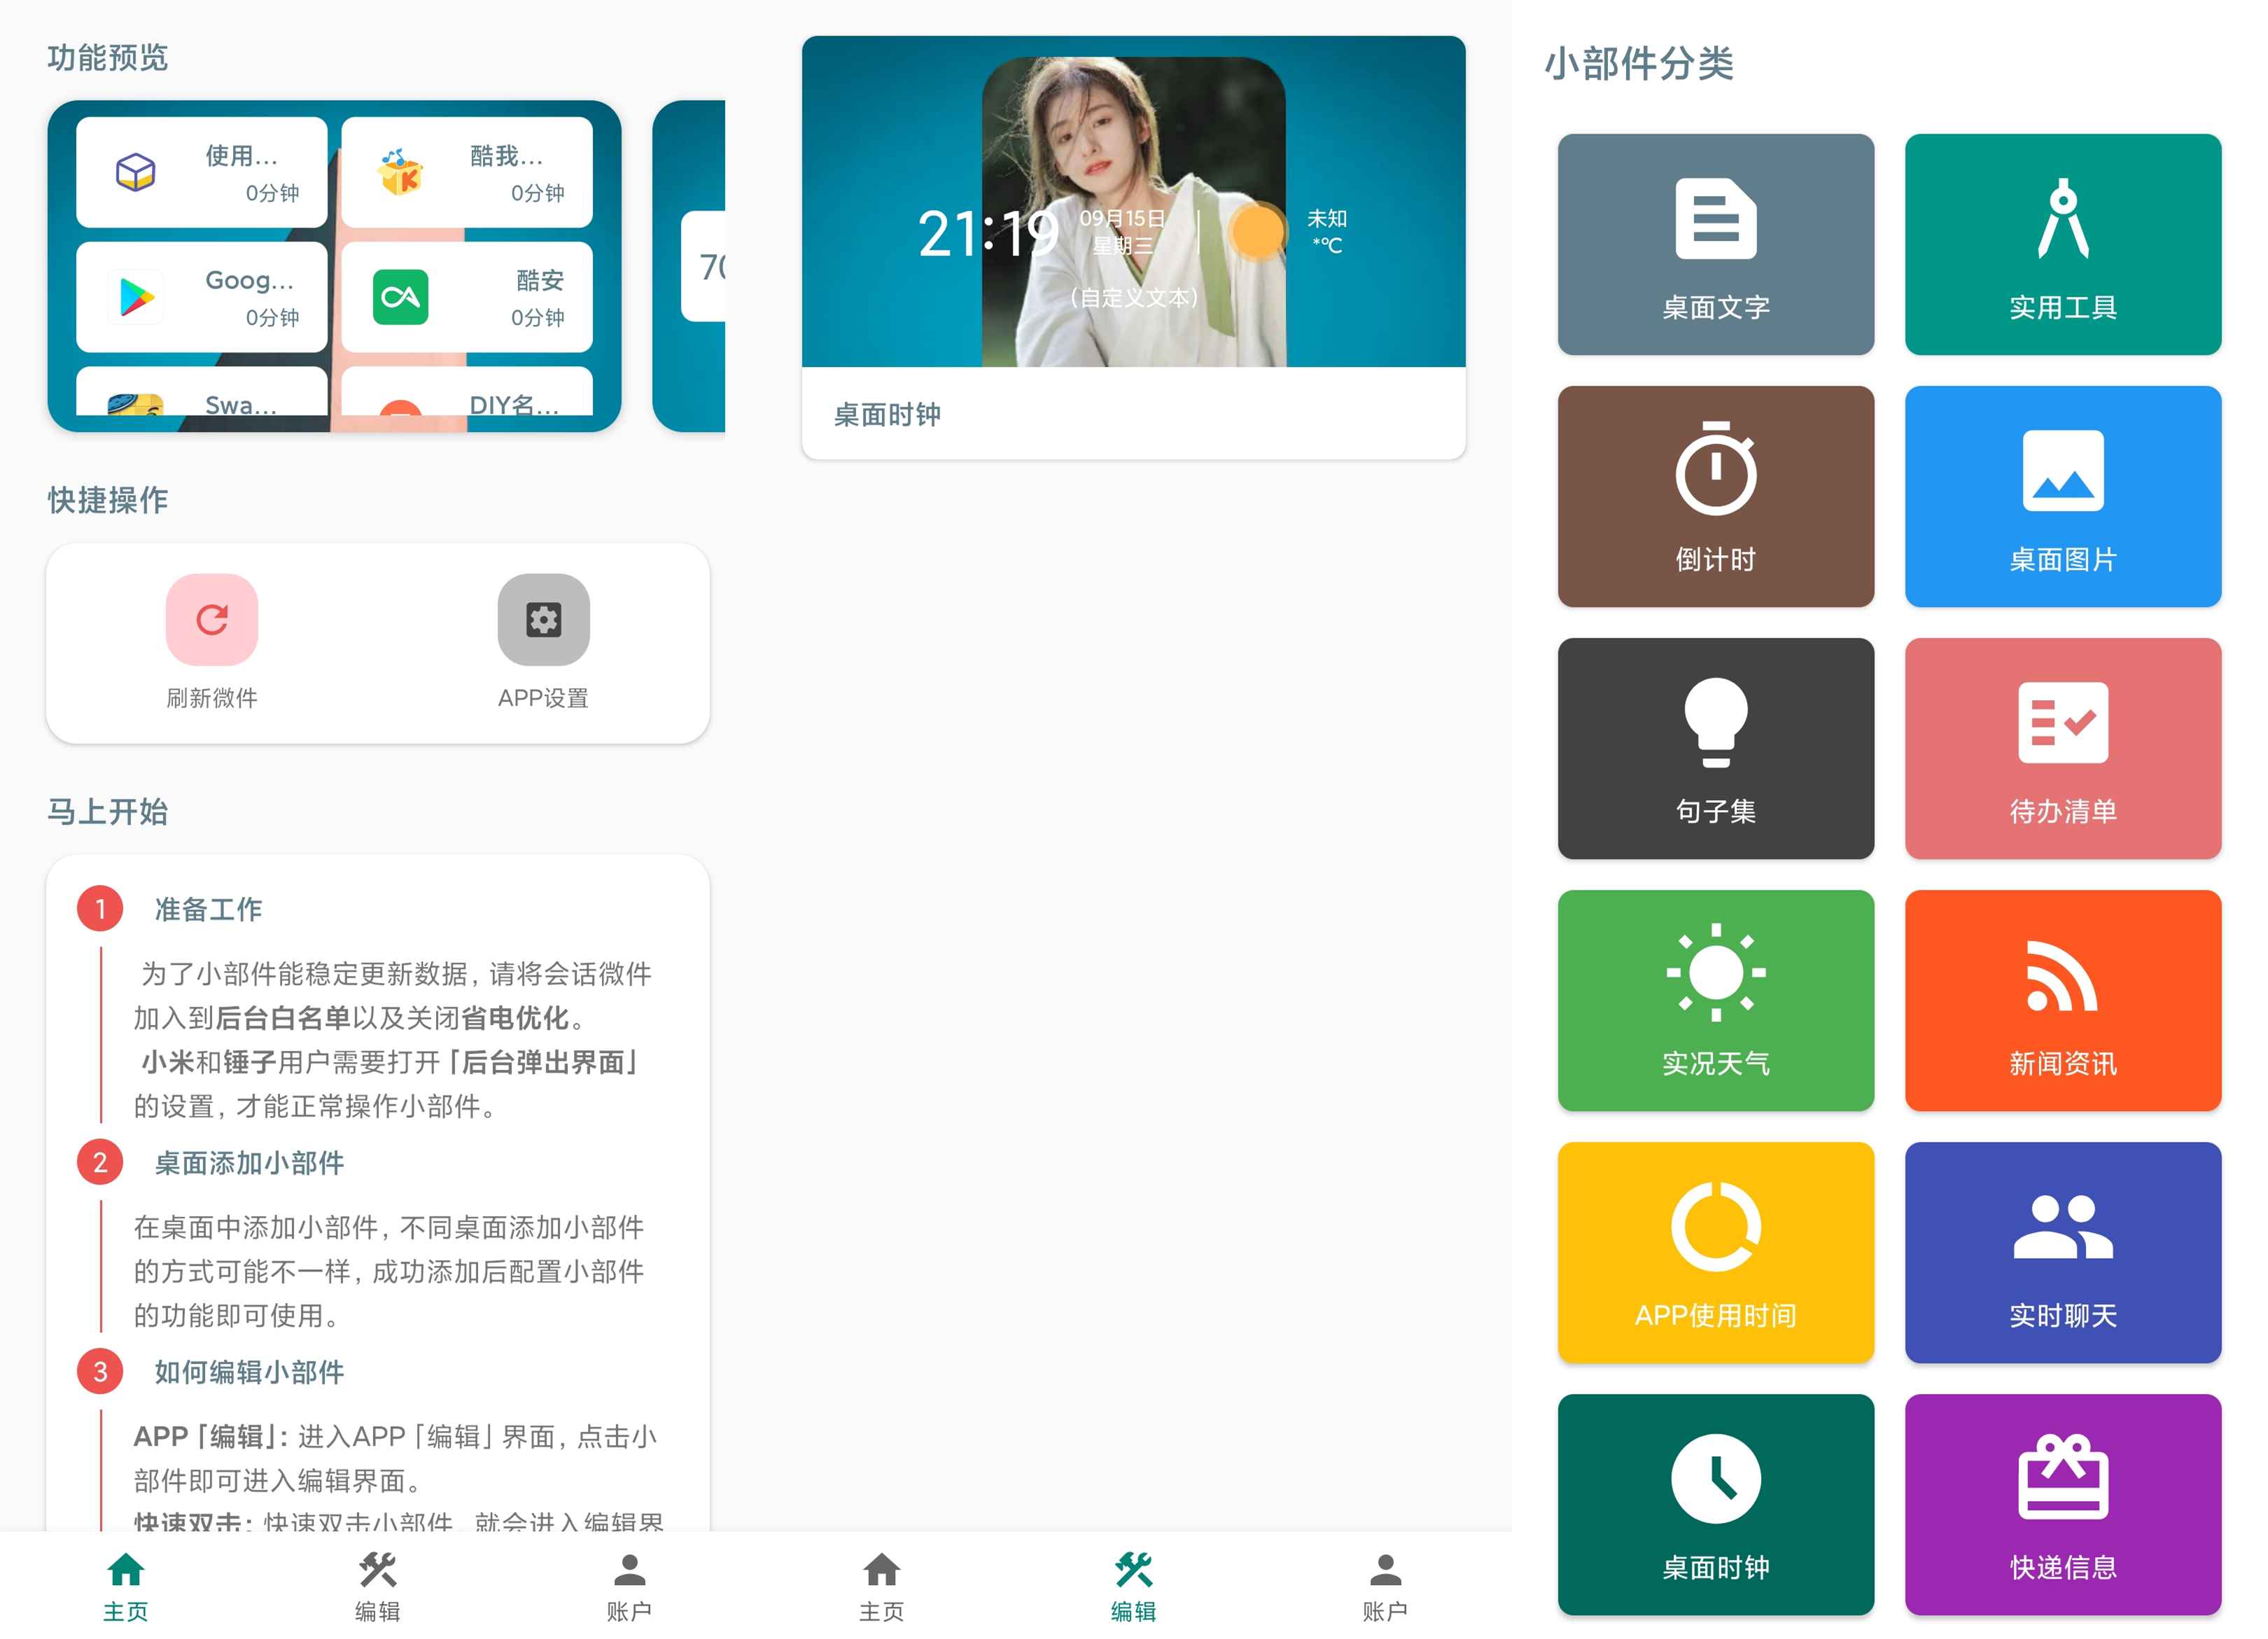 功能预览
使用...
0分钟
酷我...
0分钟
Goog...
0分钟
酷安
0分钟
Swa...
DIY名...
快捷操作
刷新微件
APP设置
马上开始
1 准备工作
为了小部件能稳定更新数据, 请将会话微件
加入到后台白名单以及关闭省电优化。
小米和锤子用户需要打开「后台弹出界面」
的设置, 才能正常操作小部件。
2 桌面添加小部件
在桌面中添加小部件, 不同桌面添加小部件
的方式可能不一样, 成功添加后配置小部件
的功能即可使用。
3 如何编辑小部件
APP「编辑」: 进入APP「编辑」界面, 点击小
部件即可进入编辑界面。
快速双击: 快速双击小部件, 就会进入编辑界
主页
编辑
账户
21:19
09月15日
星期三
未知
*℃
(自定义文本)
桌面时钟
主页
编辑
账户
小部件分类
桌面文字
实用工具
倒计时
桌面图片
句子集
待办清单
实况天气
新闻资讯
APP使用时间
实时聊天
桌面时钟
快递信息